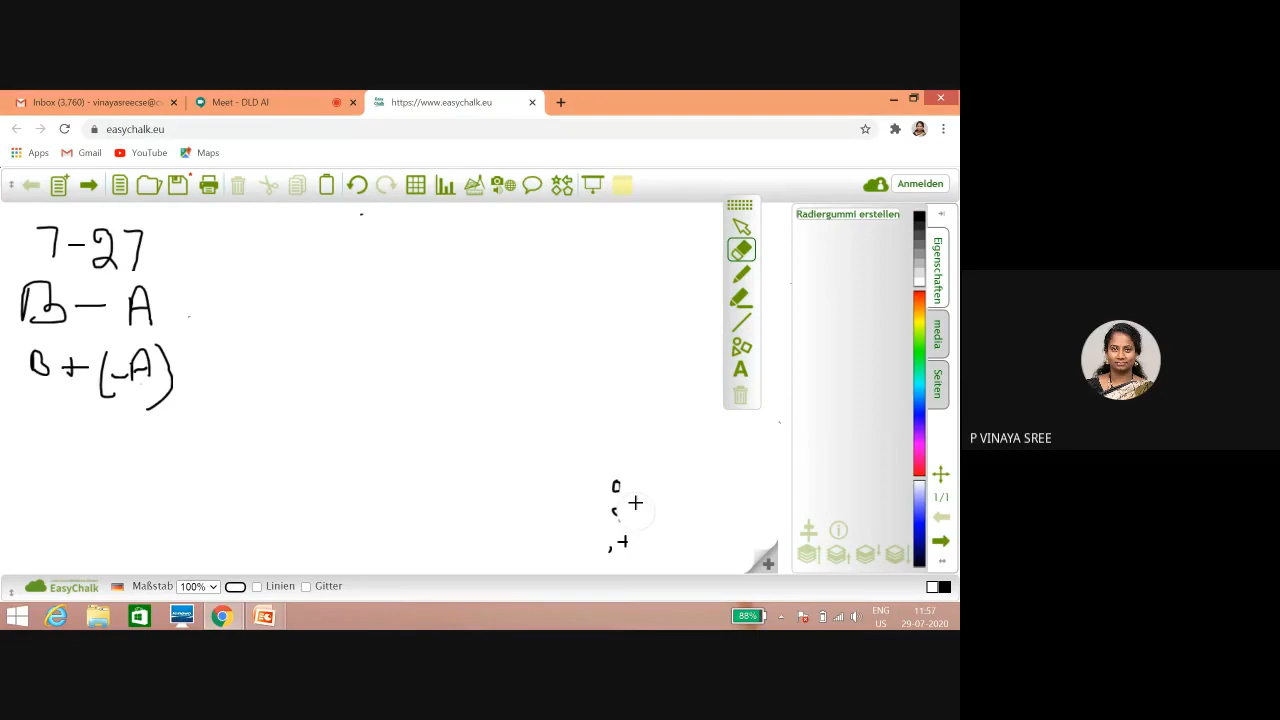 Inbox (3,760) - vinayasreecse@c
Meet - DLD AI
https://www.easychalk.eu
easychalk.eu
Apps
Gmail
YouTube
Maps
Anmelden
Radiergummi erstellen
Eigenschaften
media
Seiten
7-27
B - A
B + (-A)
P VINAYA SREE
1/1
EasyChalk
Maßstab
100%
Linien
Gitter
88%
ENG
US
11:57
29-07-2020